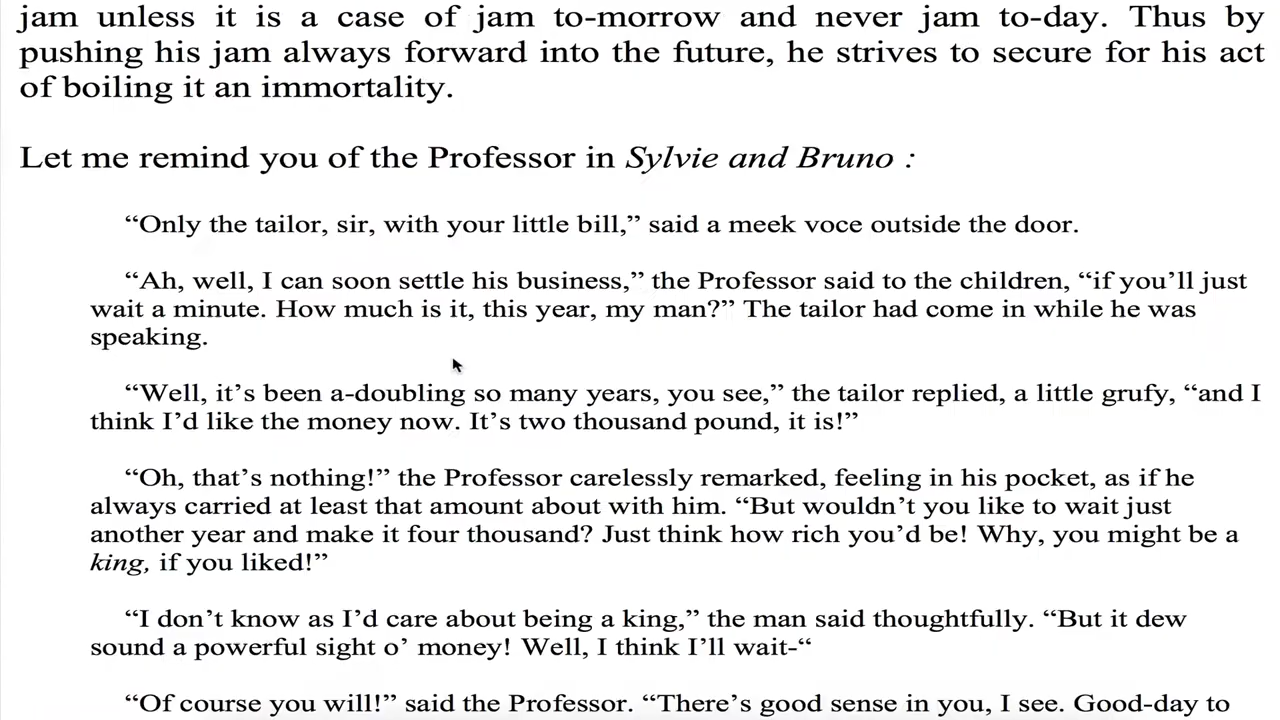 jam unless it is a case of jam to-morrow and never jam to-day. Thus by
pushing his jam always forward into the future, he strives to secure for his act
of boiling it an immortality.
Let me remind you of the Professor in Sylvie and Bruno :
“Only the tailor, sir, with your little bill,” said a meek voce outside the door.
“Ah, well, I can soon settle his business,” the Professor said to the children, “if you’ll just
wait a minute. How much is it, this year, my man?” The tailor had come in while he was
speaking.
“Well, it’s been a-doubling so many years, you see,” the tailor replied, a little grufy, “and I
think I’d like the money now. It’s two thousand pound, it is!”
“Oh, that’s nothing!” the Professor carelessly remarked, feeling in his pocket, as if he
always carried at least that amount about with him. “But wouldn’t you like to wait just
another year and make it four thousand? Just think how rich you’d be! Why, you might be a
king, if you liked!”
“I don’t know as I’d care about being a king,” the man said thoughtfully. “But it dew
sound a powerful sight o’ money! Well, I think I’ll wait-“
“Of course you will!” said the Professor. “There’s good sense in you, I see. Good-day to